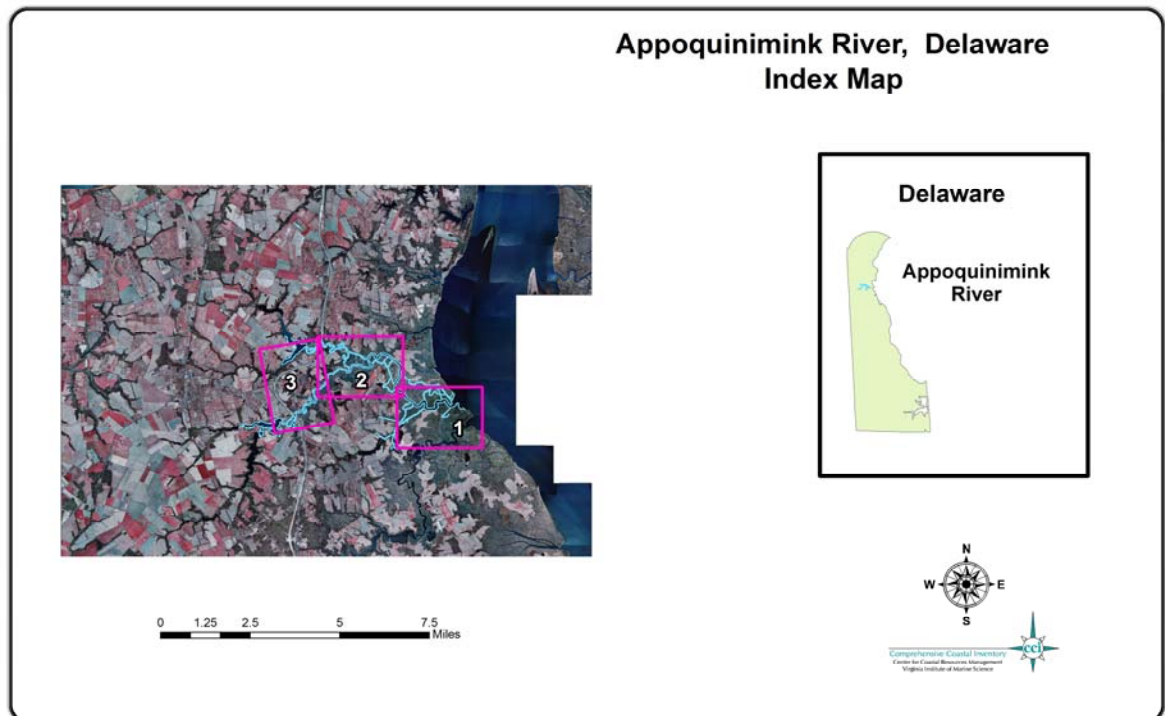 Appoquinimink River, Delaware
Index Map
Delaware
Appoquinimink
River
3
2
1
N
W
E
S
0 1.25 2.5 5 7.5
Miles
Comprehensive Coastal Inventory
Center for Coastal Resources Management
Virginia Institute of Marine Science
cci